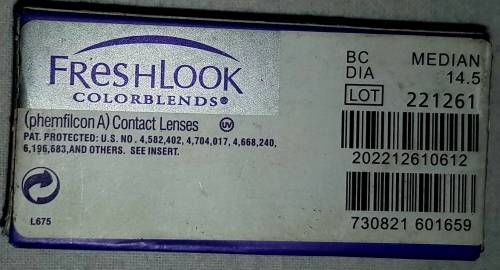 FRESHLOOK
COLORBLENDS®
(phemfilcon A) Contact Lenses UV
PAT. PROTECTED: U.S. NO. 4,582,402, 4,704,017, 4,668,240,
6,196,683,AND OTHERS. SEE INSERT.
L675
BC MEDIAN
DIA 14.5
LOT 221261
202212610612
730821 601659